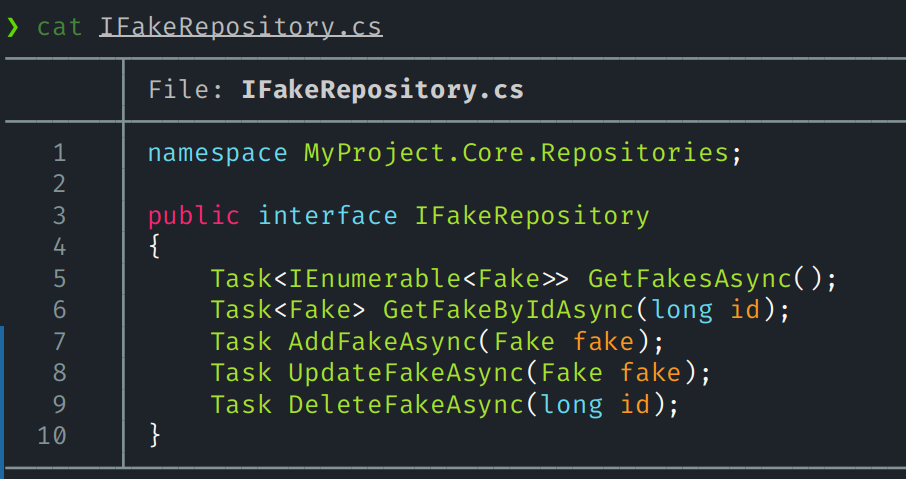 ❯ cat IFakeRepository.cs
File: IFakeRepository.cs
1 namespace MyProject.Core.Repositories;
2
3 public interface IFakeRepository
4 {
5     Task<IEnumerable<Fake>> GetFakesAsync();
6     Task<Fake> GetFakeByIdAsync(long id);
7     Task AddFakeAsync(Fake fake);
8     Task UpdateFakeAsync(Fake fake);
9     Task DeleteFakeAsync(long id);
10 }